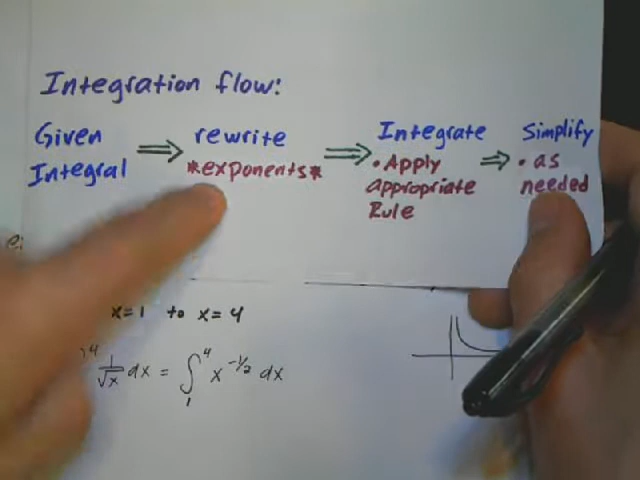 Integration flow:
Given Integral ⇒ rewrite *exponents* ⇒ Integrate • Apply appropriate Rule ⇒ Simplify • as needed
x=1 to x=4
4 1/√x dx = ∫₁⁴ x^(-1/2) dx